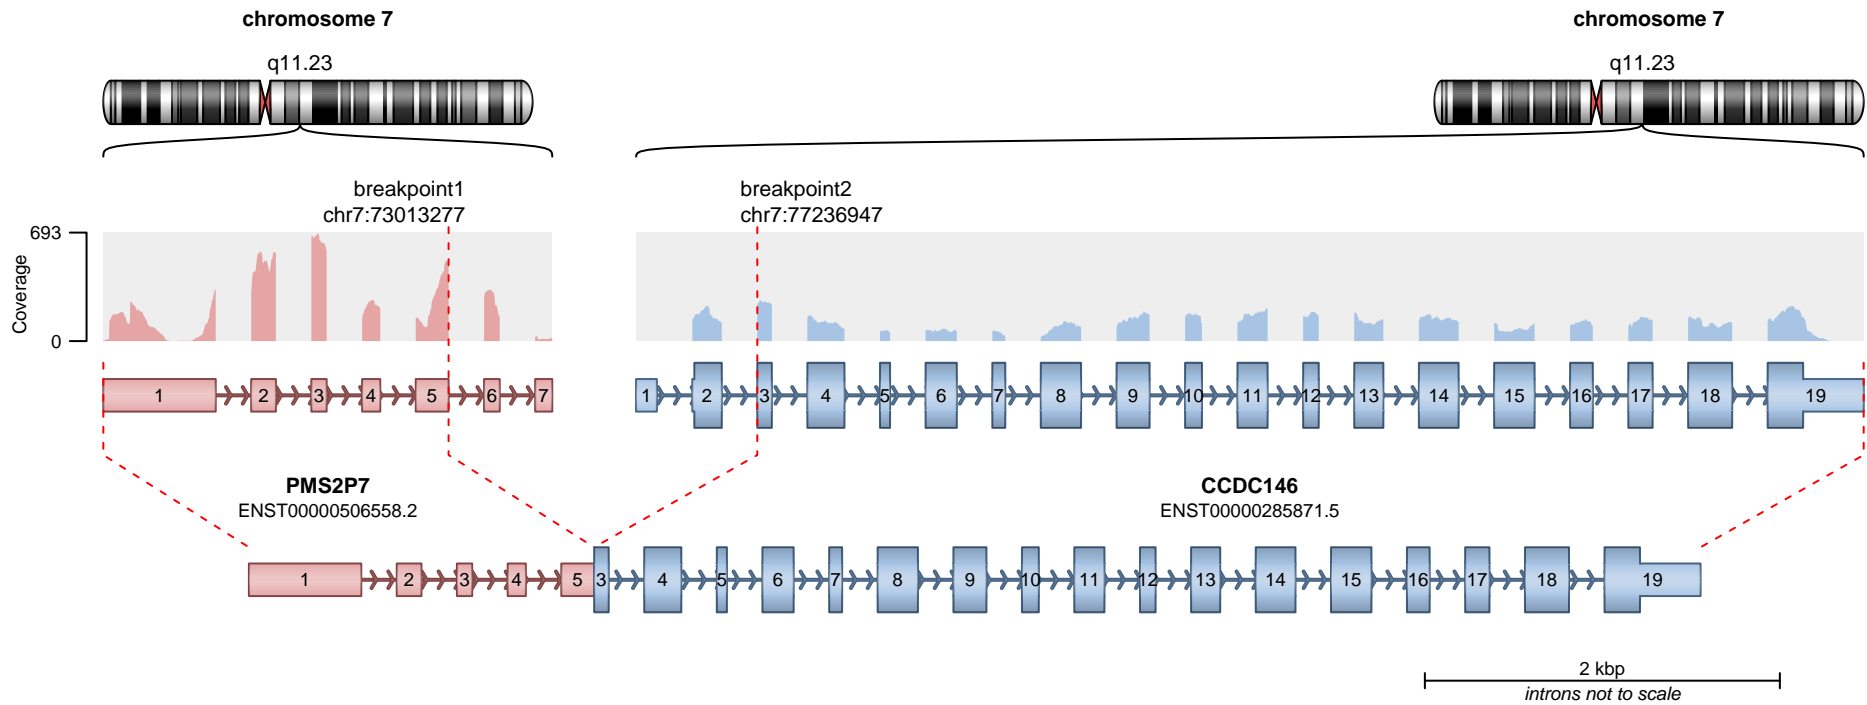 chromosome 7
chromosome 7
q11.23
q11.23
breakpoint1
chr7:73013277
breakpoint2
chr7:77236947
693
0
Coverage
1 2 3 4 5 6 7
1 2 3 4 5 6 7 8 9 10 11 12 13 14 15 16 17 18 19
PMS2P7
ENST00000506558.2
CCDC146
ENST00000285871.5
1 2 3 4 5 3 4 5 6 7 8 9 10 11 12 13 14 15 16 17 18 19
2 kbp
introns not to scale